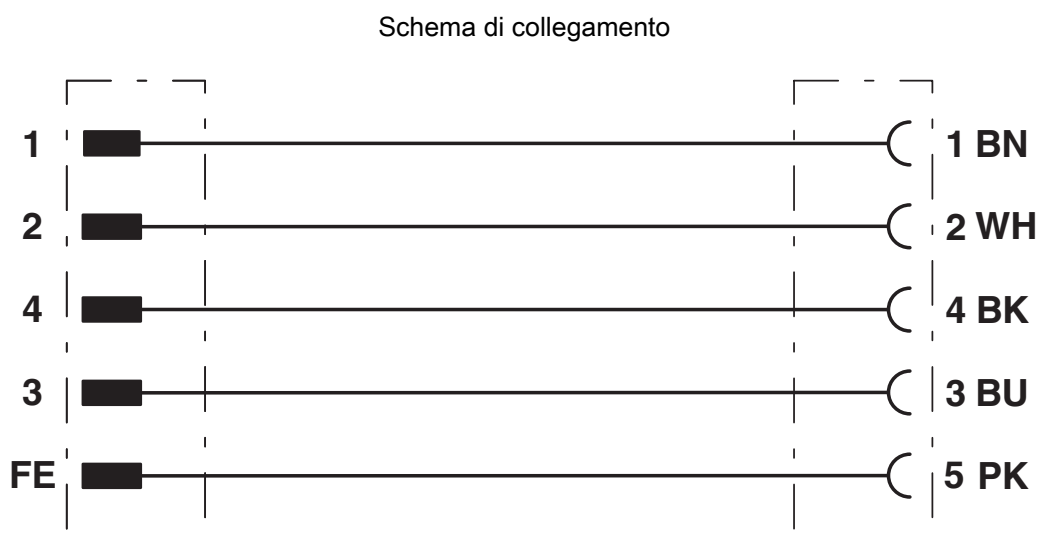 Schema di collegamento
1 1 BN
2 2 WH
4 4 BK
3 3 BU
FE 5 PK